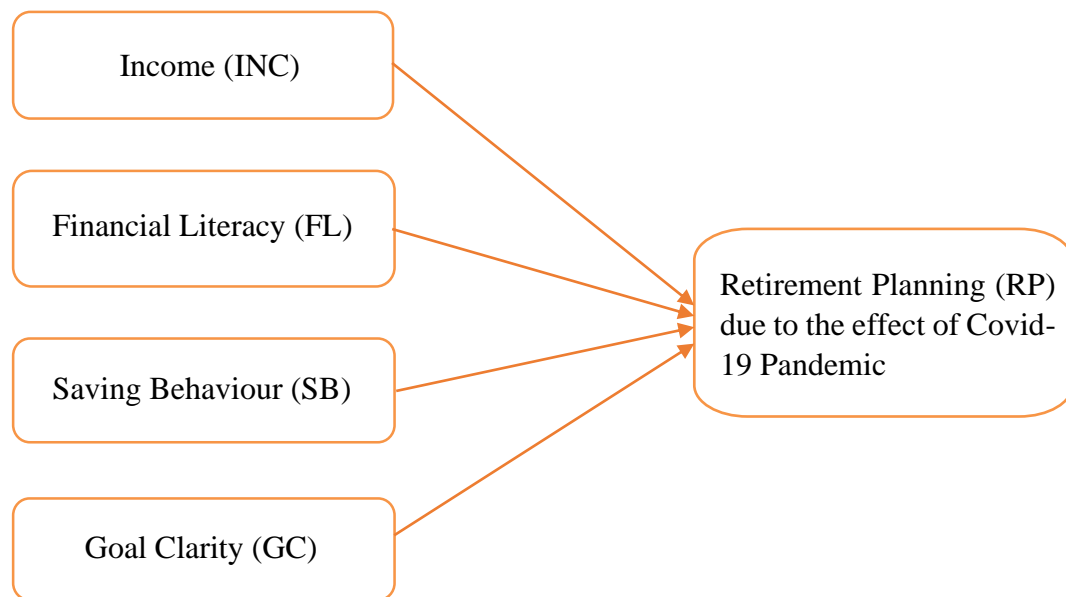 Income (INC)
Financial Literacy (FL)
Saving Behaviour (SB)
Goal Clarity (GC)
Retirement Planning (RP)
due to the effect of Covid-
19 Pandemic